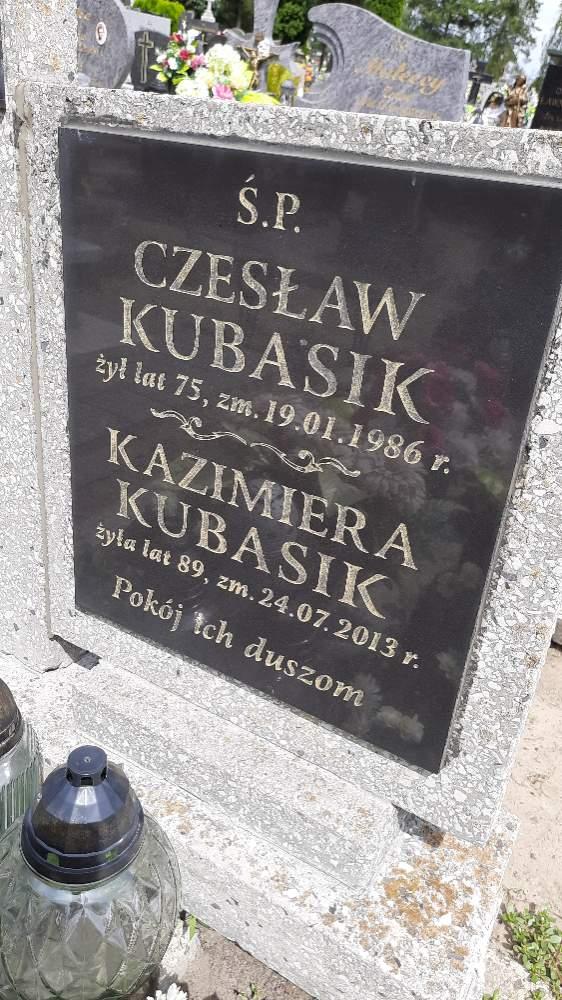 Ś.P.
CZESŁAW
KUBASIK
żył lat 75, zm. 19.01.1986 r.
KAZIMIERA
KUBASIK
żyła lat 89, zm. 24.07.2013 r.
Pokój ich duszom